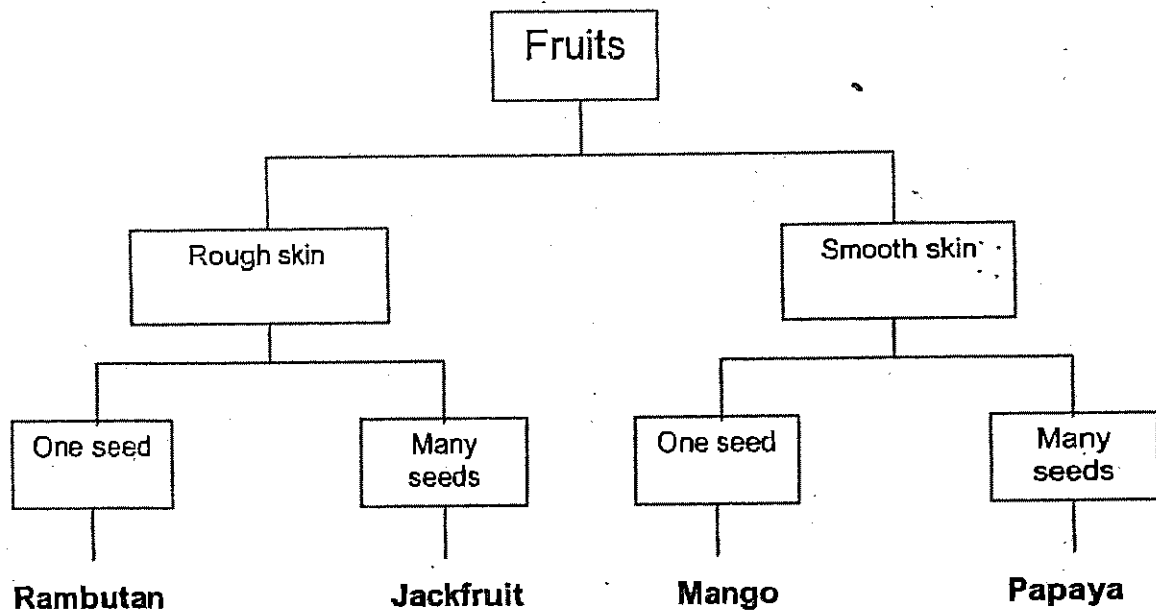 Fruits
Rough skin
Smooth skin
One seed
Many
seeds
One seed
Many
seeds
Rambutan
Jackfruit
Mango
Papaya